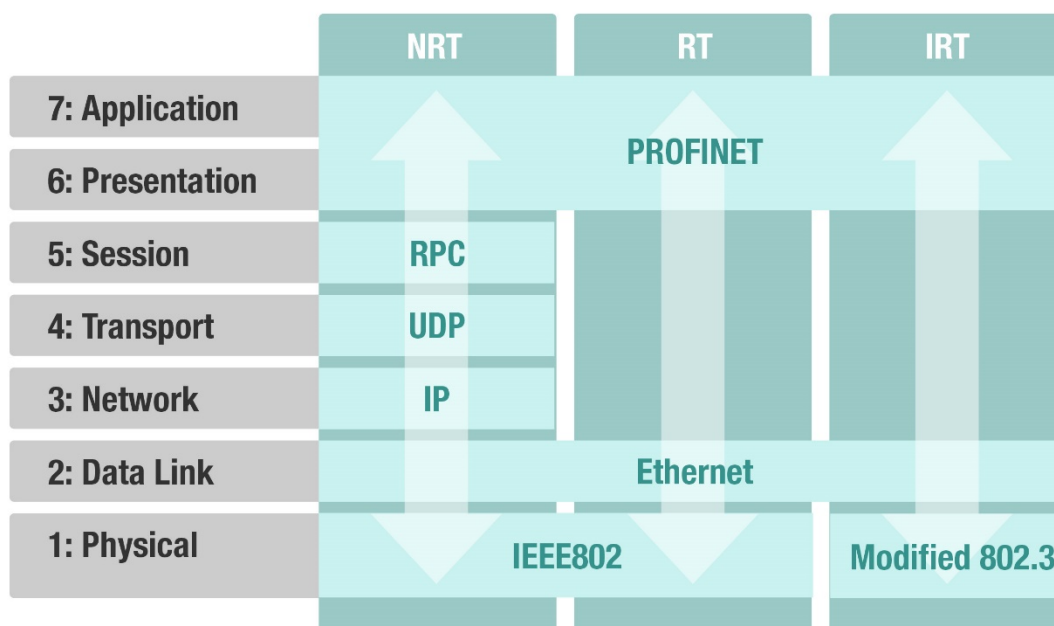 NRT RT IRT
7: Application
PROFINET
6: Presentation
5: Session RPC
4: Transport UDP
3: Network IP
2: Data Link Ethernet
1: Physical IEEE802 Modified 802.3